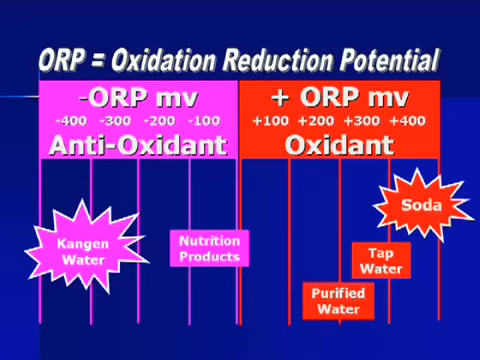 ORP = Oxidation Reduction Potential
-ORP mv
-400 -300 -200 -100
Anti-Oxidant
+ ORP mv
+100 +200 +300 +400
Oxidant
Kangen
Water
Nutrition
Products
Soda
Tap
Water
Purified
Water